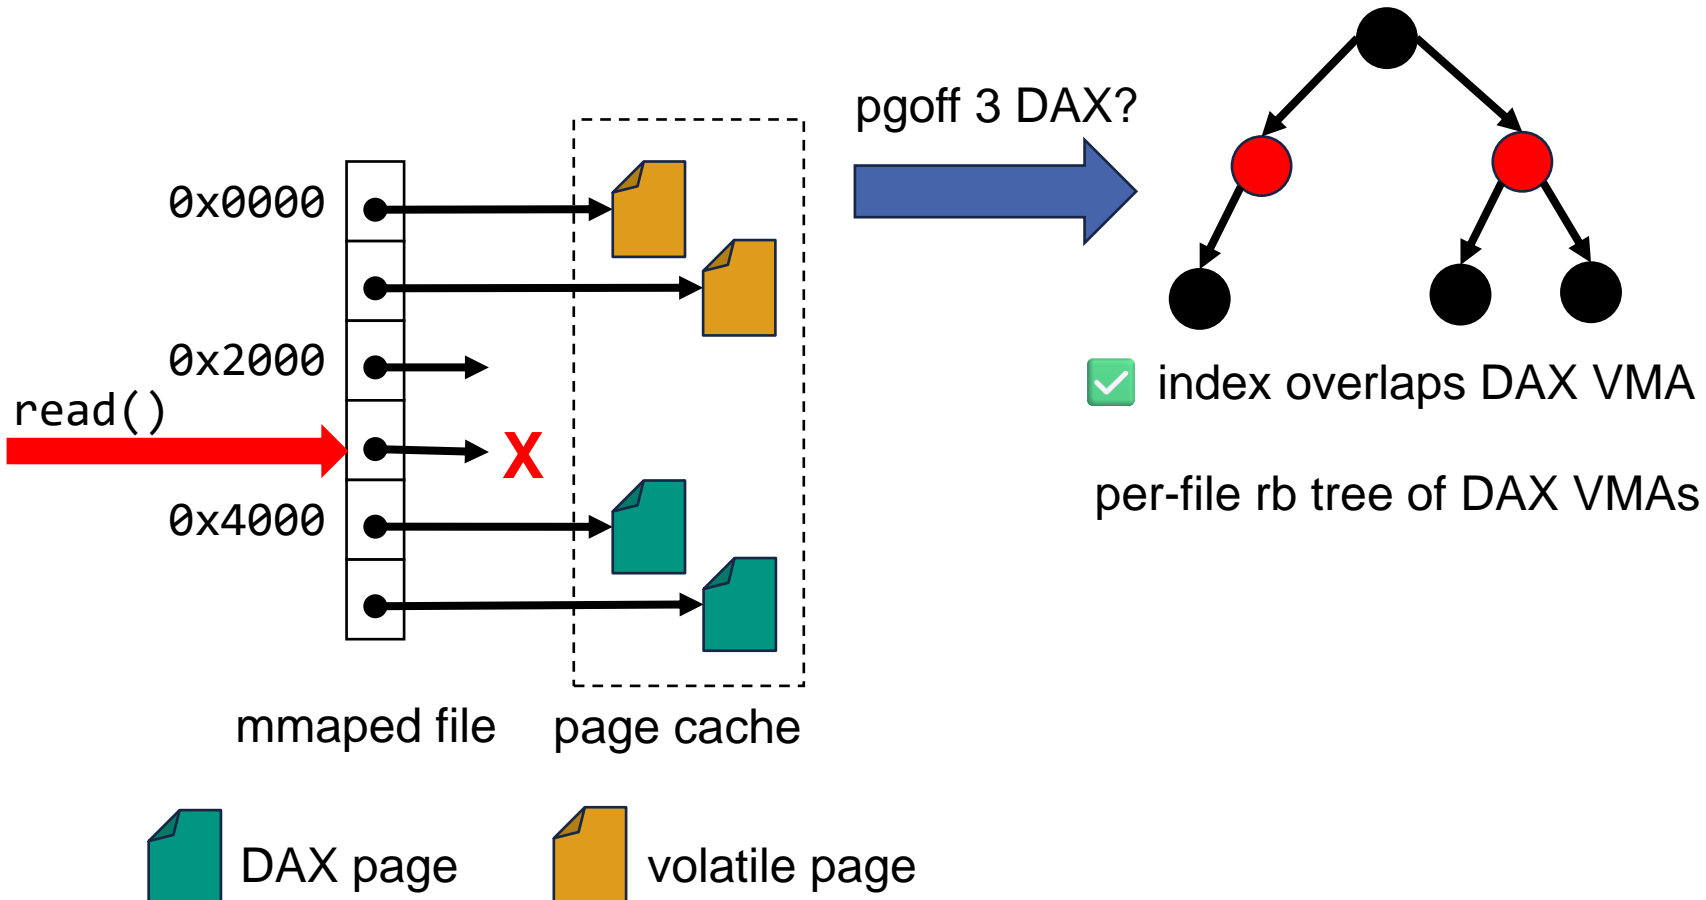 pgoff 3 DAX?
0x0000
0x2000
read()
X
0x4000
index overlaps DAX VMA
per-file rb tree of DAX VMAs
mmaped file
page cache
DAX page
volatile page